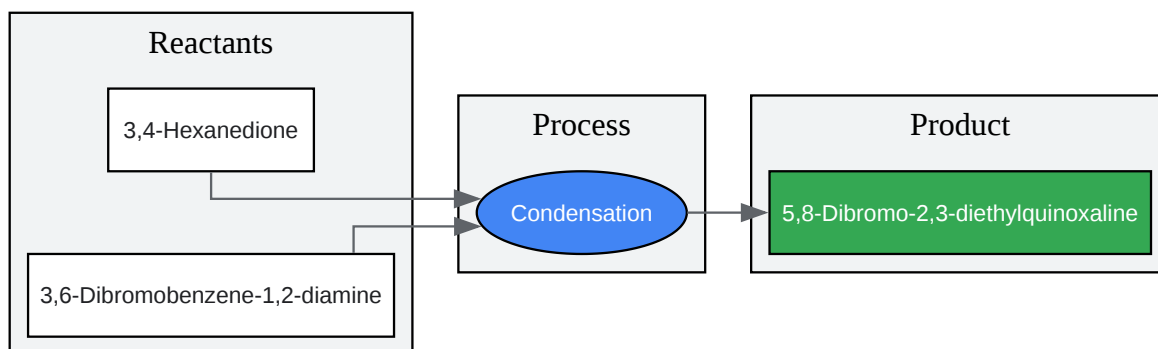 Reactants
3,4-Hexanedione
3,6-Dibromobenzene-1,2-diamine
Process
Condensation
Product
5,8-Dibromo-2,3-diethylquinoxaline